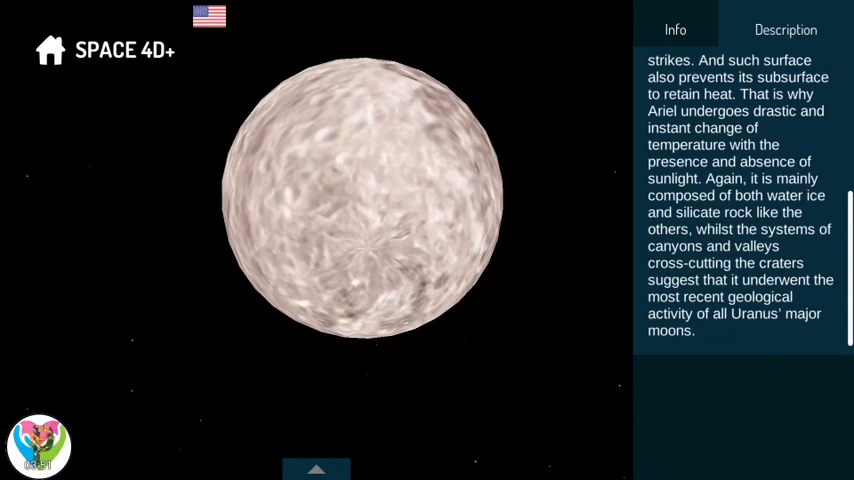 SPACE 4D+
Info
Description
strikes. And such surface
also prevents its subsurface
to retain heat. That is why
Ariel undergoes drastic and
instant change of
temperature with the
presence and absence of
sunlight. Again, it is mainly
composed of both water ice
and silicate rock like the
others, whilst the systems of
canyons and valleys
cross-cutting the craters
suggest that it underwent the
most recent geological
activity of all Uranus' major
moons.